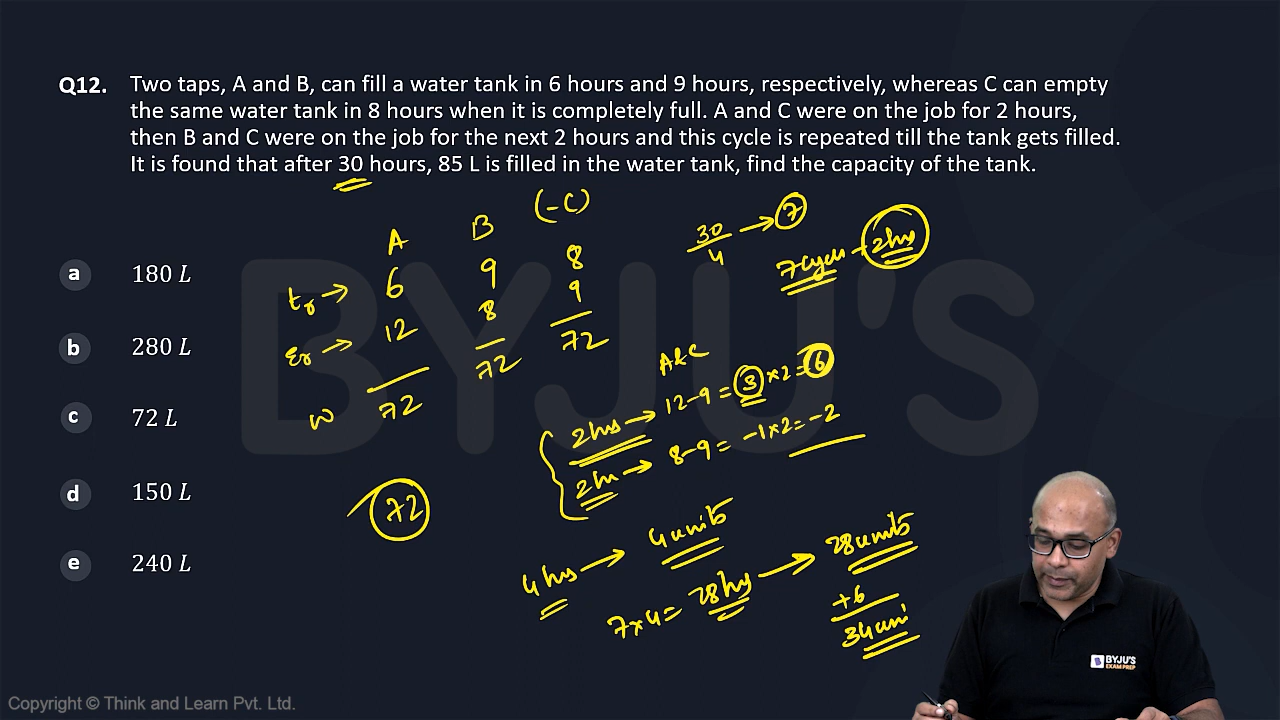 Q12. Two taps, A and B, can fill a water tank in 6 hours and 9 hours, respectively, whereas C can empty
the same water tank in 8 hours when it is completely full. A and C were on the job for 2 hours,
then B and C were on the job for the next 2 hours and this cycle is repeated till the tank gets filled.
It is found that after 30 hours, 85 L is filled in the water tank, find the capacity of the tank.
a 180 L
b 280 L
c 72 L
d 150 L
e 240 L
A B (-C)
6 9 8
12 8 9
W 72 72 72
72
30/4 → 7
2hrs
A&C
2hrs → 12-9 = 3 ×2 = 6
2h → 8-9 = -1×2 = -2
4hrs → 4 units
7×4 = 28hrs → 28 units
+6
34 uni
BYJU'S
BYJU'S
EXAM PREP
Copyright © Think and Learn Pvt. Ltd.